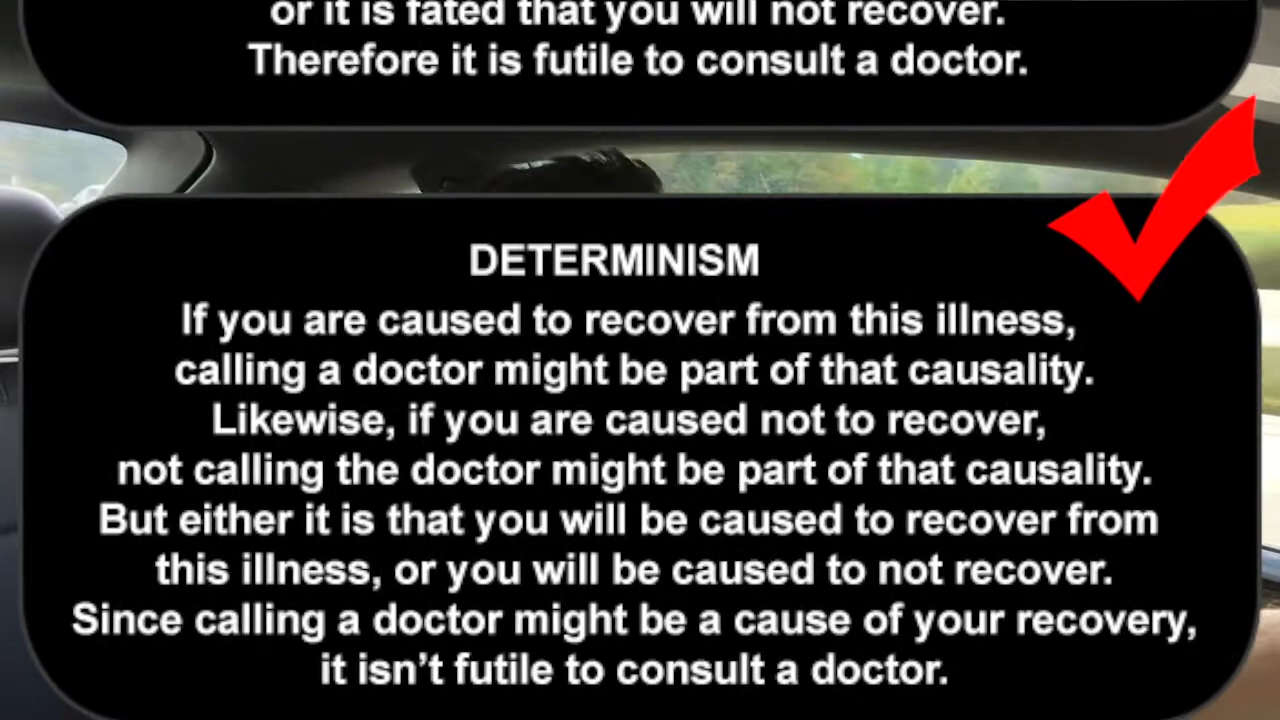 or it is fated that you will not recover.
Therefore it is futile to consult a doctor.
DETERMINISM
If you are caused to recover from this illness,
calling a doctor might be part of that causality.
Likewise, if you are caused not to recover,
not calling the doctor might be part of that causality.
But either it is that you will be caused to recover from
this illness, or you will be caused to not recover.
Since calling a doctor might be a cause of your recovery,
it isn’t futile to consult a doctor.